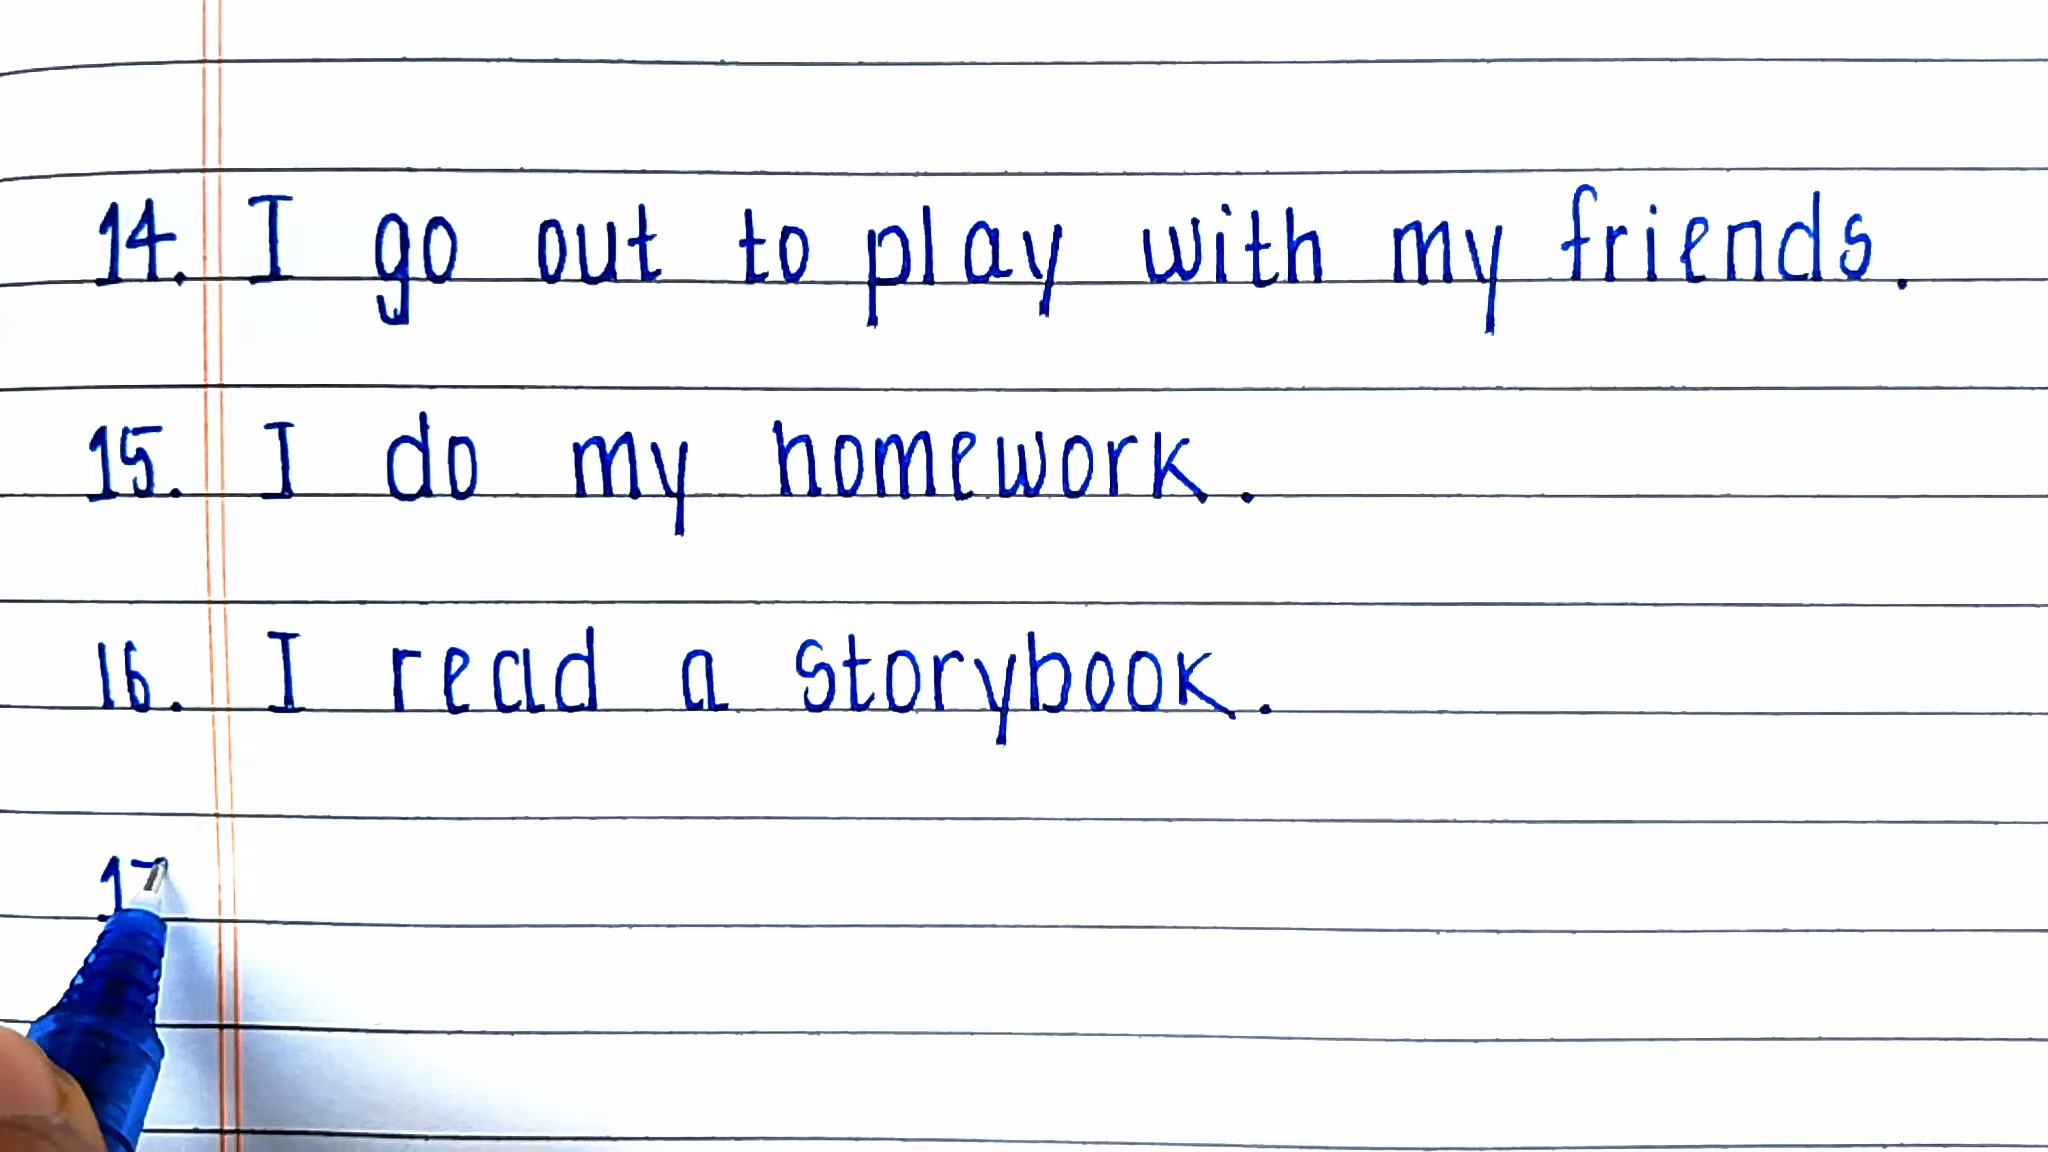 14. I go out to play with my friends.
15. I do my homework.
16. I read a storybook.
17